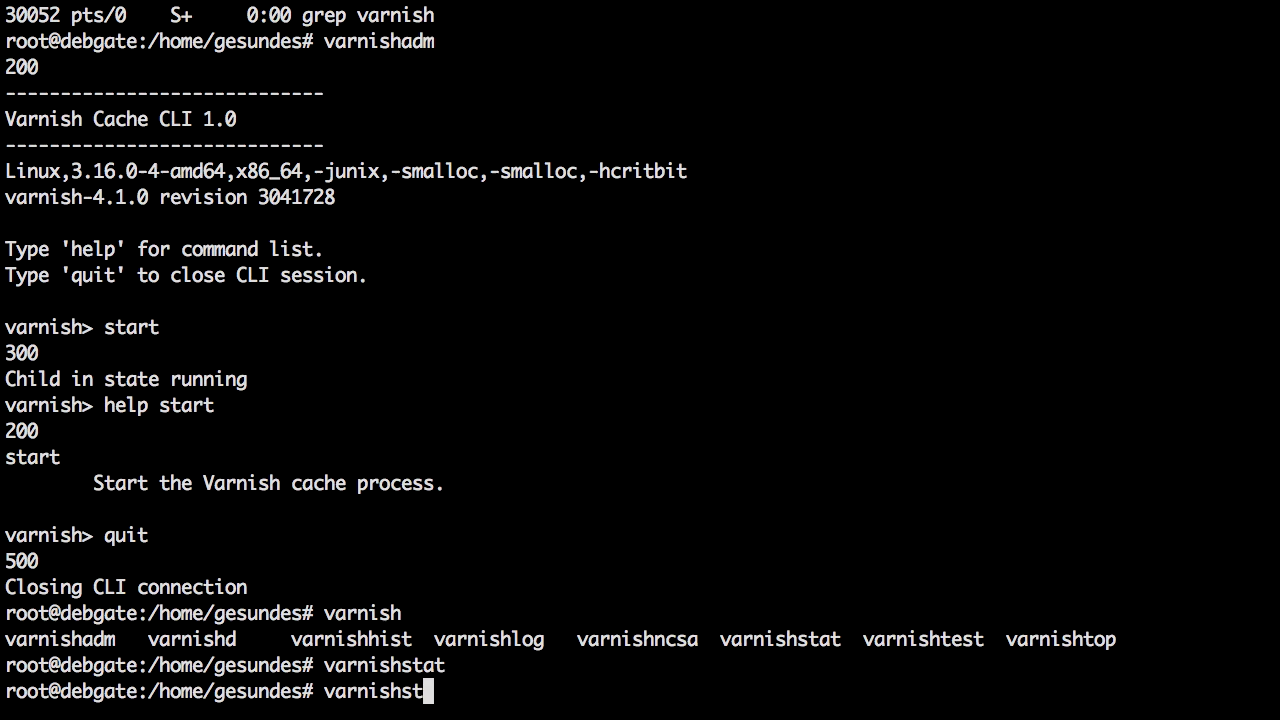 30052 pts/0    S+     0:00 grep varnish
root@debgate:/home/gesundes# varnishadm
200
-----------------------------
Varnish Cache CLI 1.0
-----------------------------
Linux,3.16.0-4-amd64,x86_64,-junix,-smalloc,-smalloc,-hcritbit
varnish-4.1.0 revision 3041728

Type 'help' for command list.
Type 'quit' to close CLI session.

varnish> start
300
Child in state running
varnish> help start
200
start
        Start the Varnish cache process.

varnish> quit
500
Closing CLI connection
root@debgate:/home/gesundes# varnish
varnishadm   varnishd     varnishhist  varnishlog   varnishncsa  varnishstat  varnishtest  varnishtop
root@debgate:/home/gesundes# varnishstat
root@debgate:/home/gesundes# varnishst